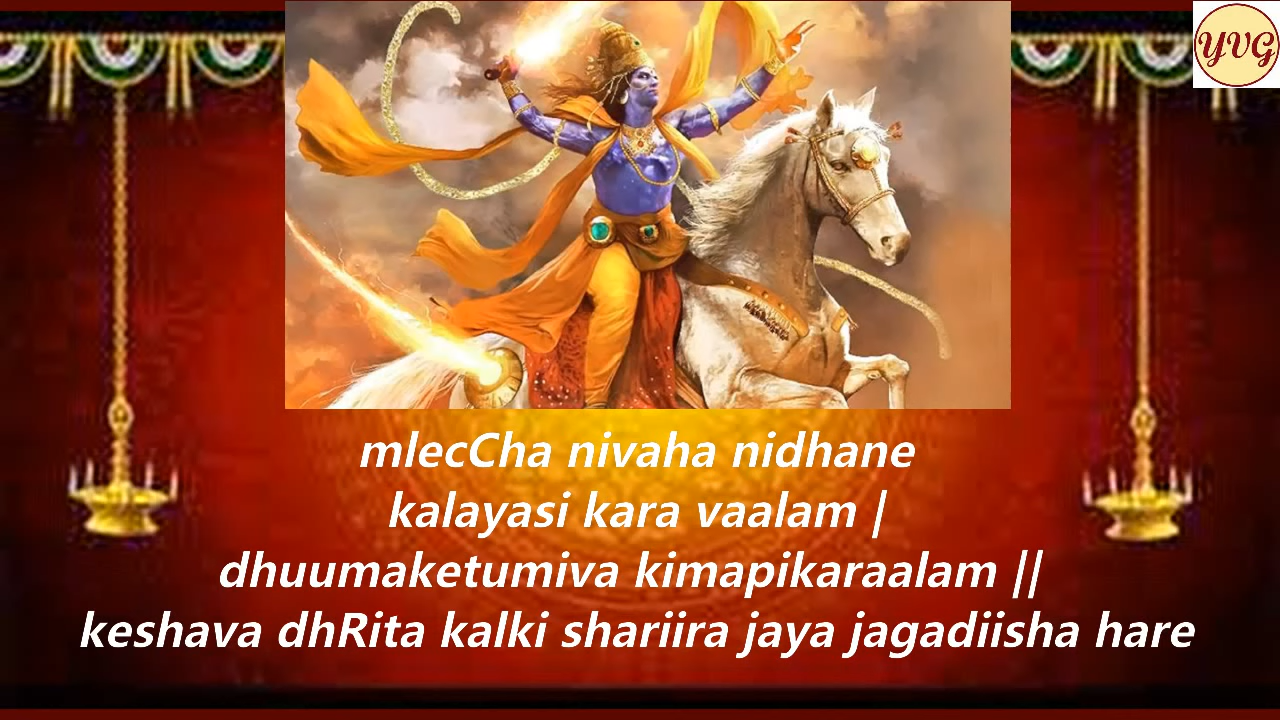 YVG
mlecCha nivaha nidhane
kalayasi kara vaalam |
dhuumaketumiva kimapikaraalam ||
keshava dhRita kalki shariira jaya jagadiisha hare